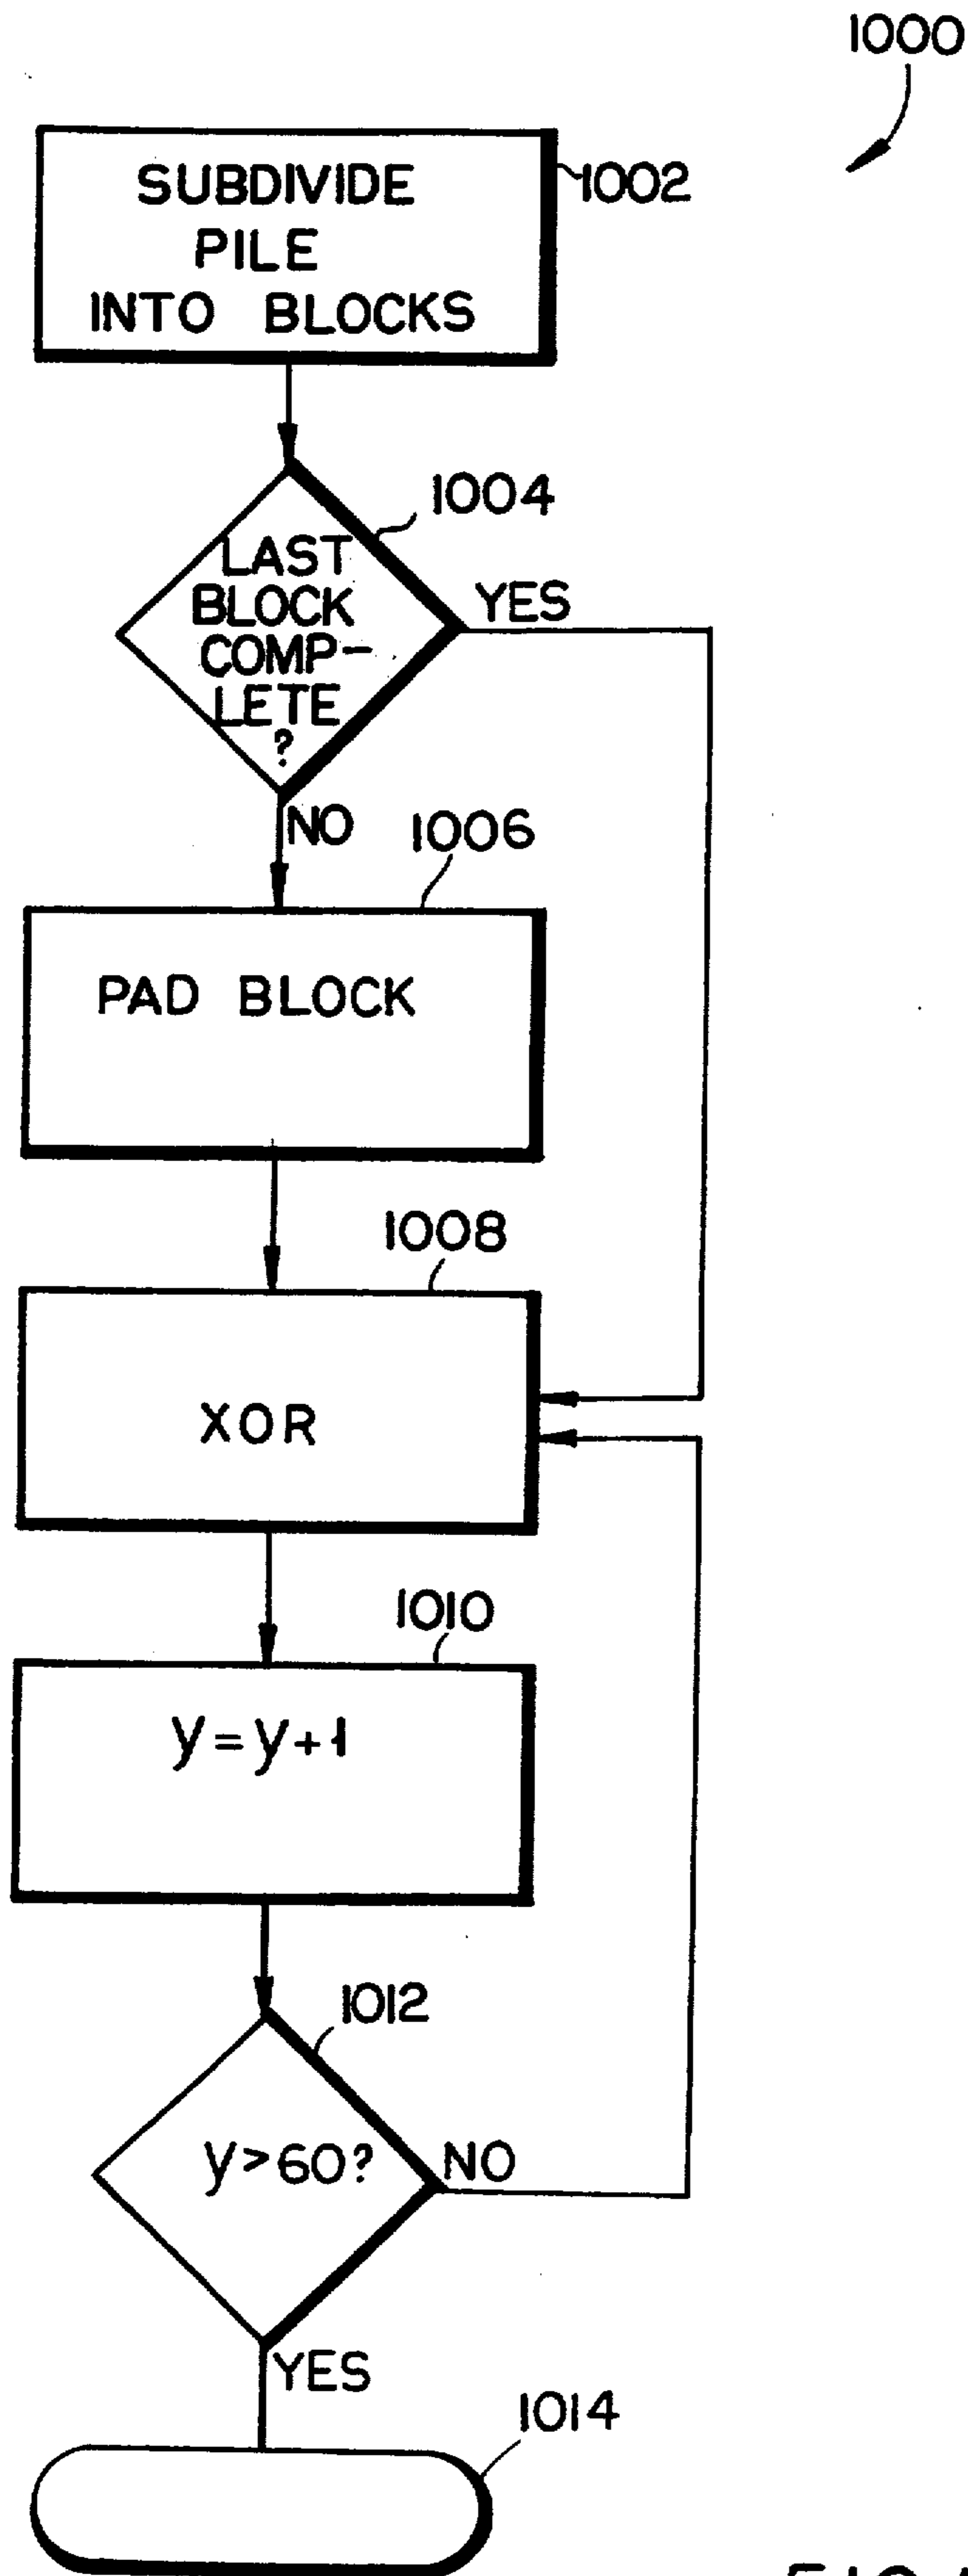 1000
SUBDIVIDE
PILE
INTO BLOCKS
1002
1004
LAST
BLOCK
COMP-
LETE
?
YES
NO
1006
PAD BLOCK
1008
XOR
1010
y=y+1
1012
y>60?
NO
YES
1014